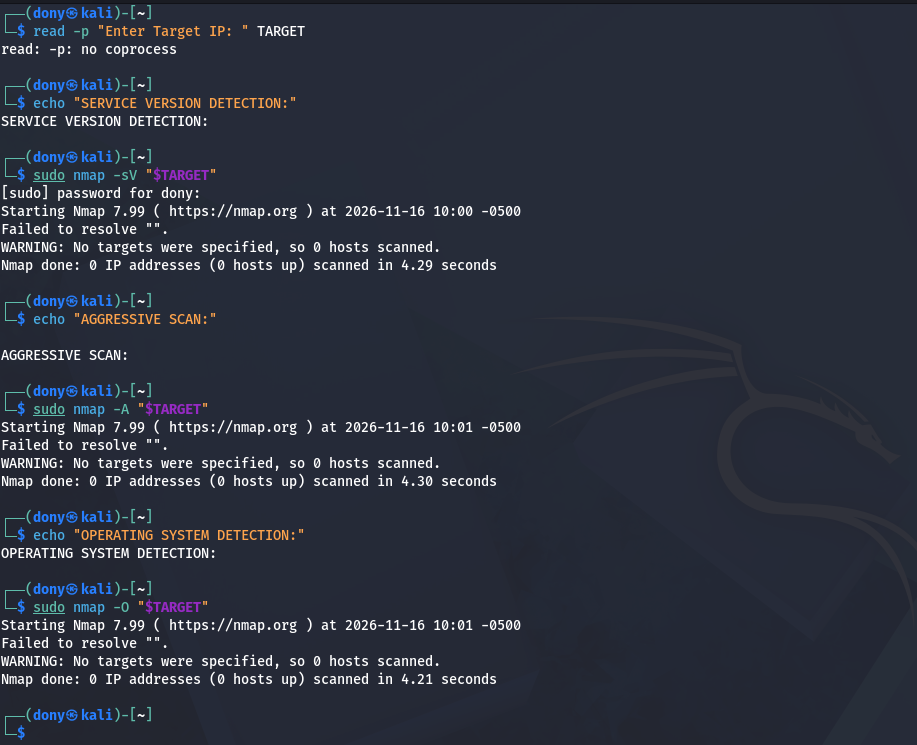 ┌──(dony㉿kali)-[~]
└─$ read -p "Enter Target IP: " TARGET
read: -p: no coprocess
┌──(dony㉿kali)-[~]
└─$ echo "SERVICE VERSION DETECTION:"
SERVICE VERSION DETECTION:
┌──(dony㉿kali)-[~]
└─$ sudo nmap -sV "$TARGET"
[sudo] password for dony:
Starting Nmap 7.99 ( https://nmap.org ) at 2026-11-16 10:00 -0500
Failed to resolve "".
WARNING: No targets were specified, so 0 hosts scanned.
Nmap done: 0 IP addresses (0 hosts up) scanned in 4.29 seconds
┌──(dony㉿kali)-[~]
└─$ echo "AGGRESSIVE SCAN:"
AGGRESSIVE SCAN:
┌──(dony㉿kali)-[~]
└─$ sudo nmap -A "$TARGET"
Starting Nmap 7.99 ( https://nmap.org ) at 2026-11-16 10:01 -0500
Failed to resolve "".
WARNING: No targets were specified, so 0 hosts scanned.
Nmap done: 0 IP addresses (0 hosts up) scanned in 4.30 seconds
┌──(dony㉿kali)-[~]
└─$ echo "OPERATING SYSTEM DETECTION:"
OPERATING SYSTEM DETECTION:
┌──(dony㉿kali)-[~]
└─$ sudo nmap -O "$TARGET"
Starting Nmap 7.99 ( https://nmap.org ) at 2026-11-16 10:01 -0500
Failed to resolve "".
WARNING: No targets were specified, so 0 hosts scanned.
Nmap done: 0 IP addresses (0 hosts up) scanned in 4.21 seconds
┌──(dony㉿kali)-[~]
└─$